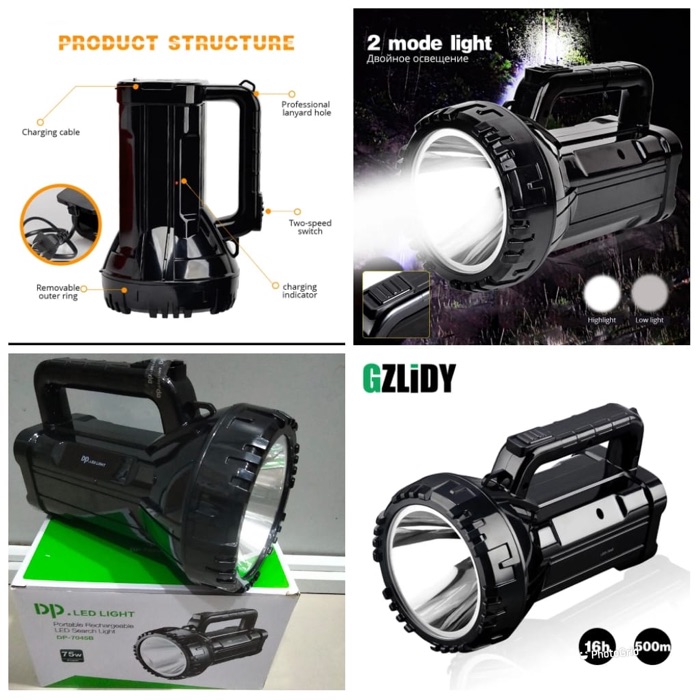 PRODUCT STRUCTURE
Charging cable
Professional
lanyard hole
Two-speed
switch
Removable
outer ring
charging
indicator
2 mode light
Двойное освещение
Highlight
Low light
DP.LED LIGHT
DP.LED LIGHT
Portable Rechargeable
LED Search Light
DP-7045B
75w
GZLiDY
16h
500m